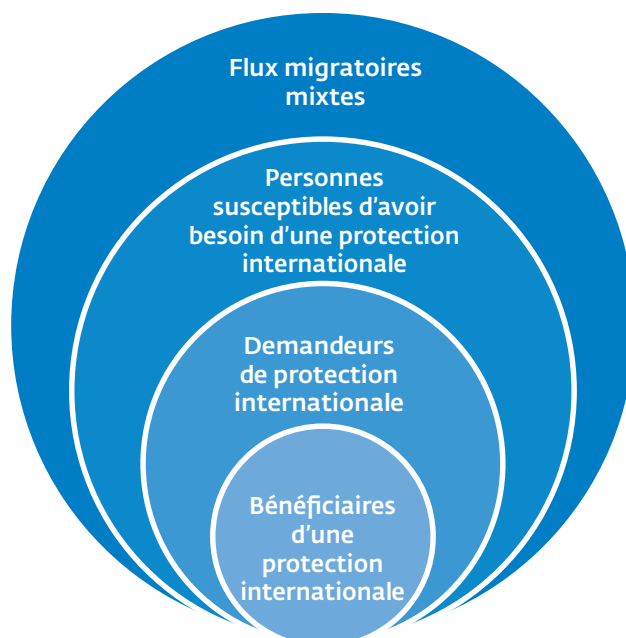 Flux migratoires
mixtes
Personnes
susceptibles d’avoir
besoin d’une protection
internationale
Demandeurs
de protection
internationale
Bénéficiaires
d’une
protection
internationale